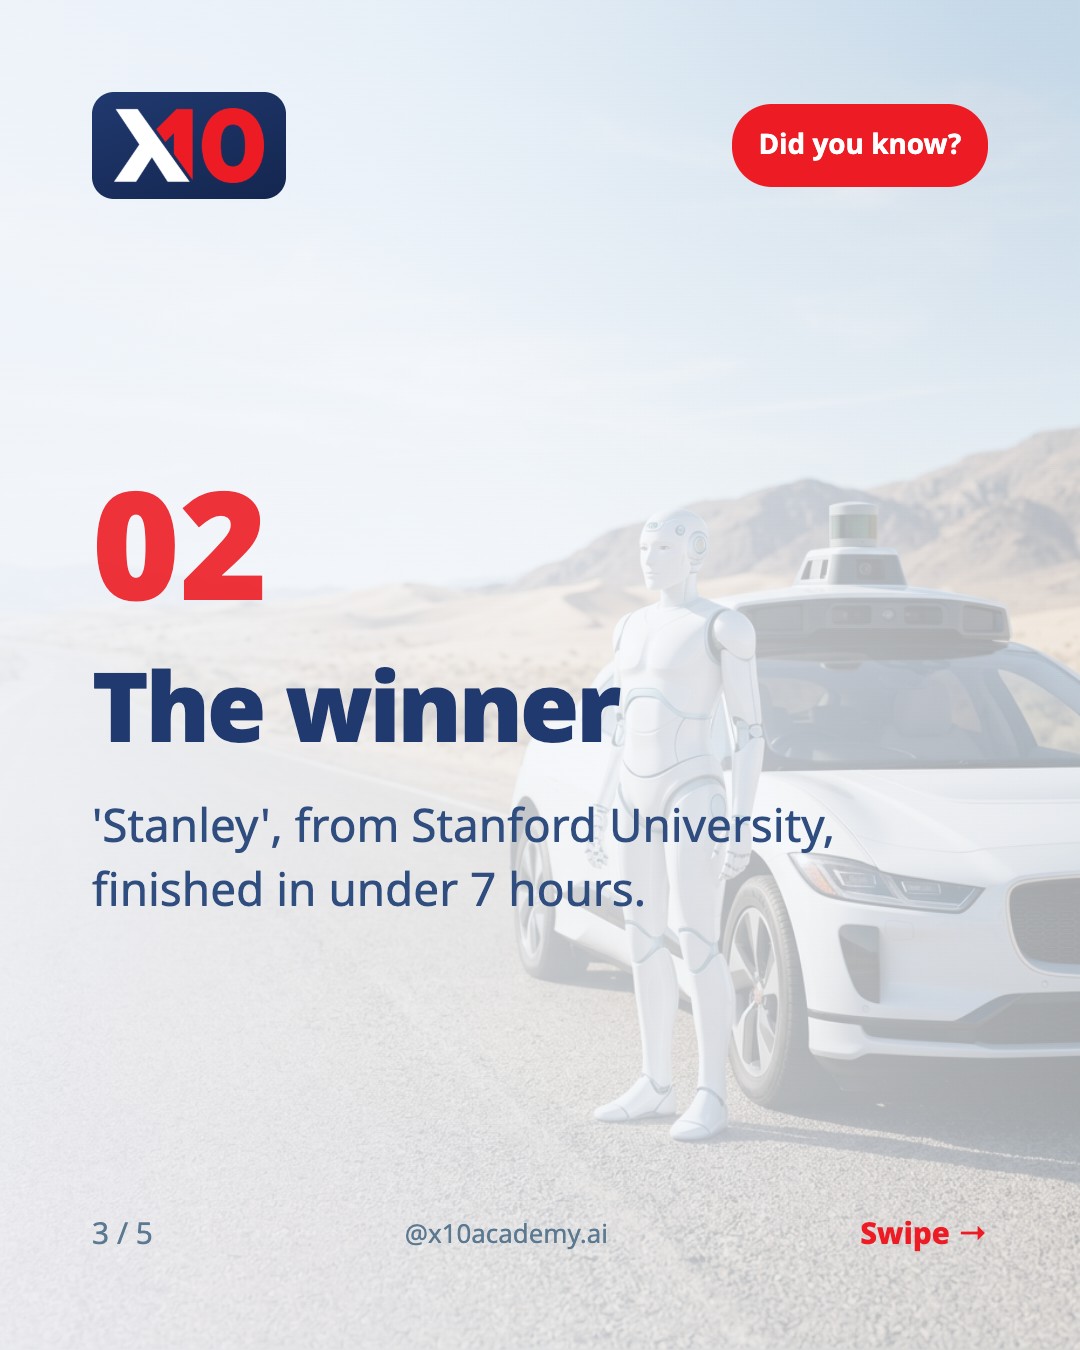 X10
Did you know?
02
The winner
'Stanley', from Stanford University,
finished in under 7 hours.
3 / 5
@x10academy.ai
Swipe →